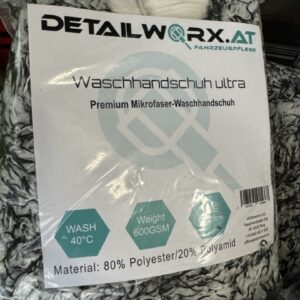 DETAILWORX.AT
FAHRZEUGPFLEGE
Waschhandschuh ultra
Premium Mikrofaser-Waschhandschuh
WASH
40°C
Weight
600GSM
Material: 80% Polyester/20% Polyamid